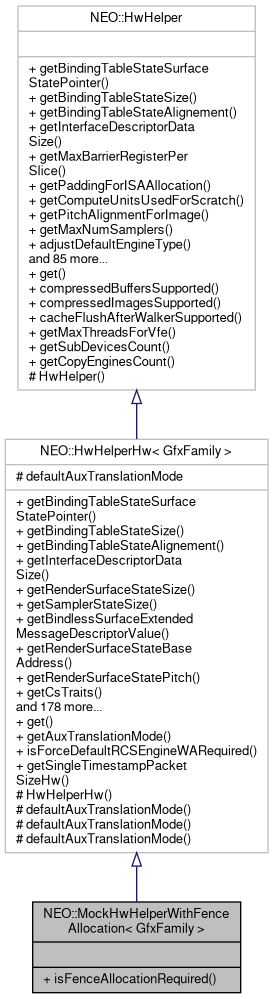 NEO::HwHelper
+ getBindingTableStateSurface
StatePointer()
+ getBindingTableStateSize()
+ getBindingTableStateAlignement()
+ getInterfaceDescriptorData
Size()
+ getMaxBarrierRegisterPer
Slice()
+ getPaddingForISAAllocation()
+ getComputeUnitsUsedForScratch()
+ getPitchAlignmentForImage()
+ getMaxNumSamplers()
+ adjustDefaultEngineType()
and 85 more...
+ get()
+ compressedBuffersSupported()
+ compressedImagesSupported()
+ cacheFlushAfterWalkerSupported()
+ getMaxThreadsForVfe()
+ getSubDevicesCount()
+ getCopyEnginesCount()
# HwHelper()
NEO::HwHelperHw< GfxFamily >
# defaultAuxTranslationMode
+ getBindingTableStateSurface
StatePointer()
+ getBindingTableStateSize()
+ getBindingTableStateAlignement()
+ getInterfaceDescriptorData
Size()
+ getRenderSurfaceStateSize()
+ getSamplerStateSize()
+ getBindlessSurfaceExtended
MessageDescriptorValue()
+ getRenderSurfaceStateBase
Address()
+ getRenderSurfaceStatePitch()
+ getCsTraits()
and 178 more...
+ get()
+ getAuxTranslationMode()
+ isForceDefaultRCSEngineWARequired()
+ getSingleTimestampPacket
SizeHw()
# HwHelperHw()
# defaultAuxTranslationMode()
# defaultAuxTranslationMode()
# defaultAuxTranslationMode()
NEO::MockHwHelperWithFence
Allocation< GfxFamily >
+ isFenceAllocationRequired()